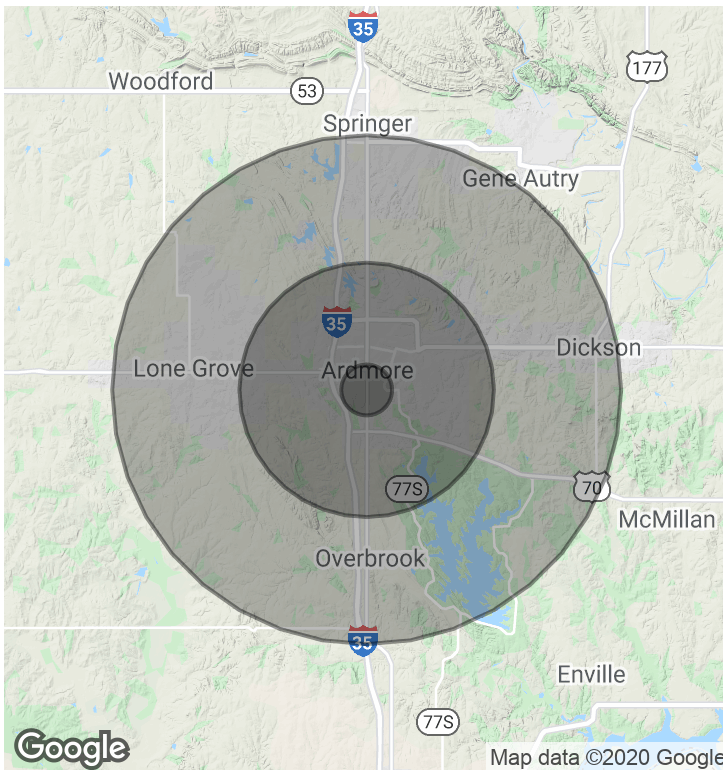 35
177
Woodford
53
Springer
Gene Autry
35
Dickson
Lone Grove
Ardmore
77S
70
McMillan
Overbrook
35
Enville
77S
Google
Map data ©2020 Google